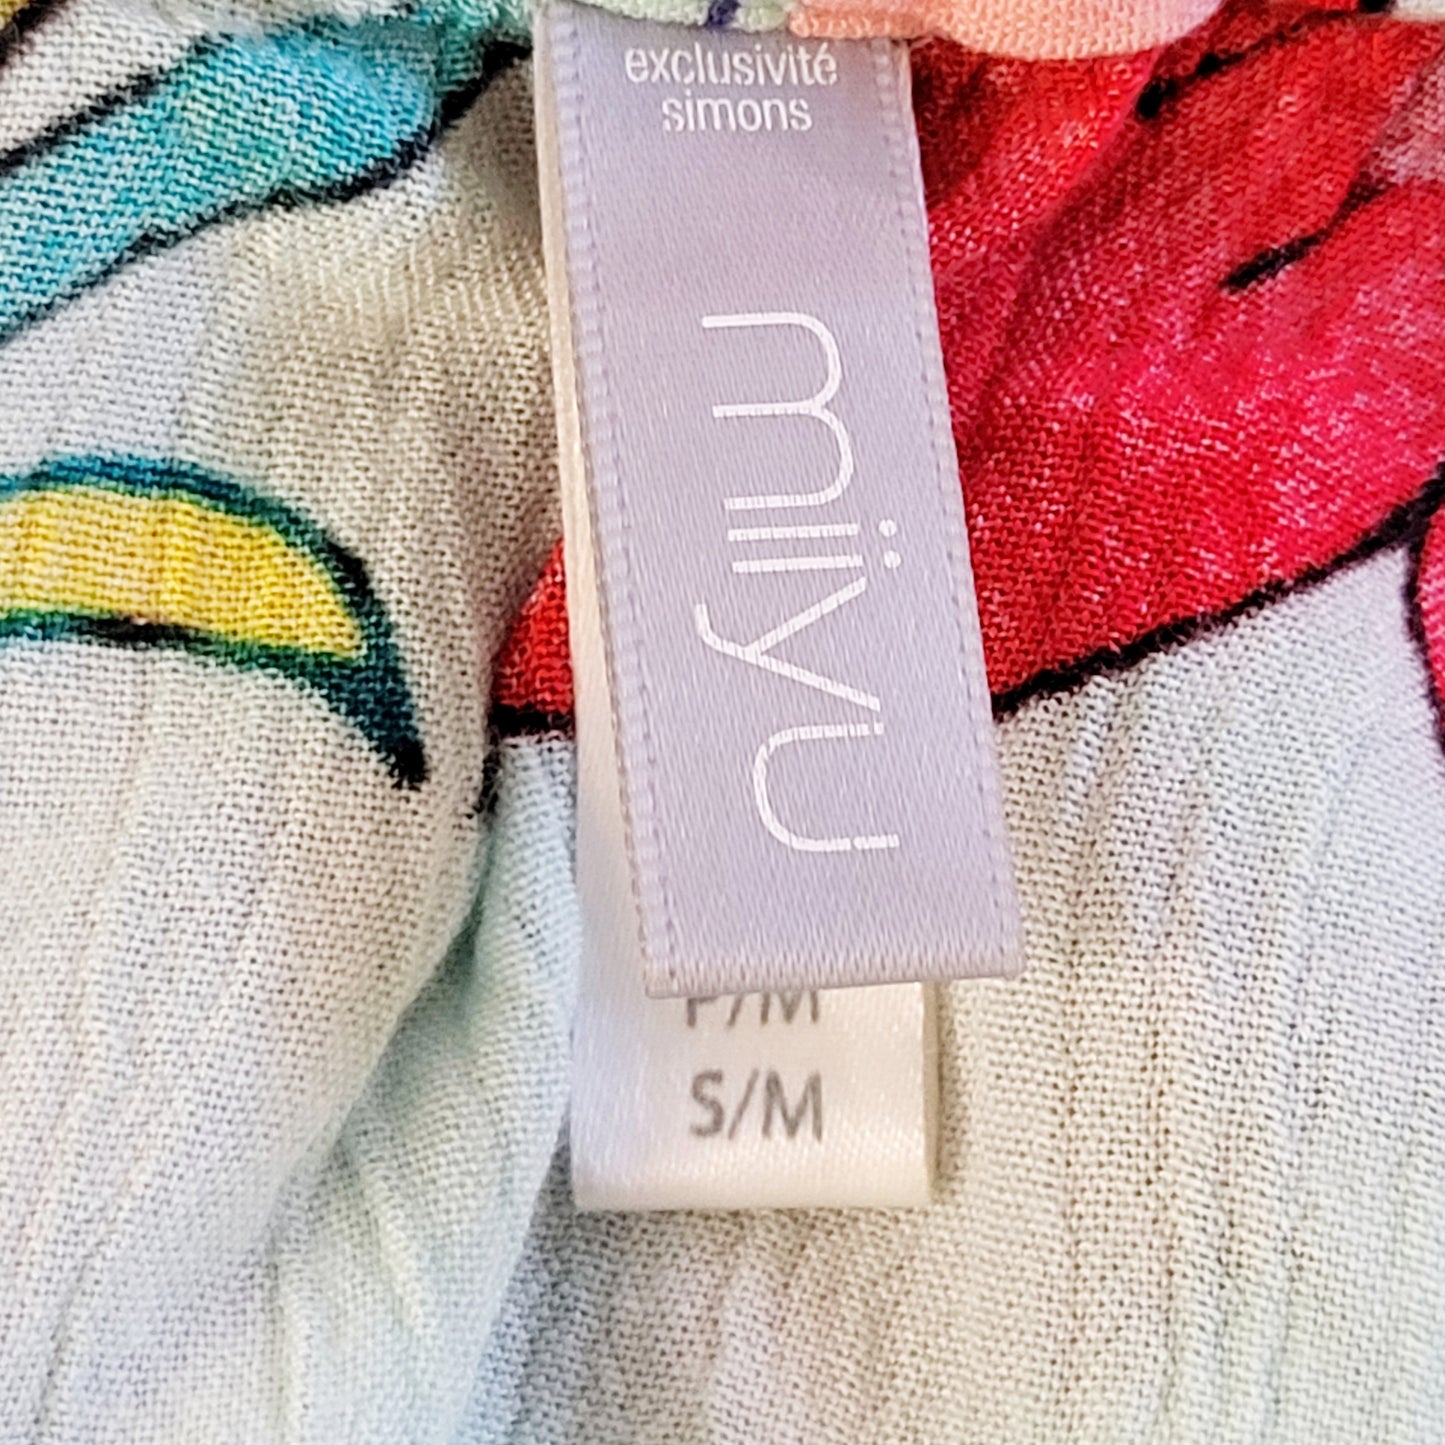 exclusivité
simons
miiyu
P/M
S/M